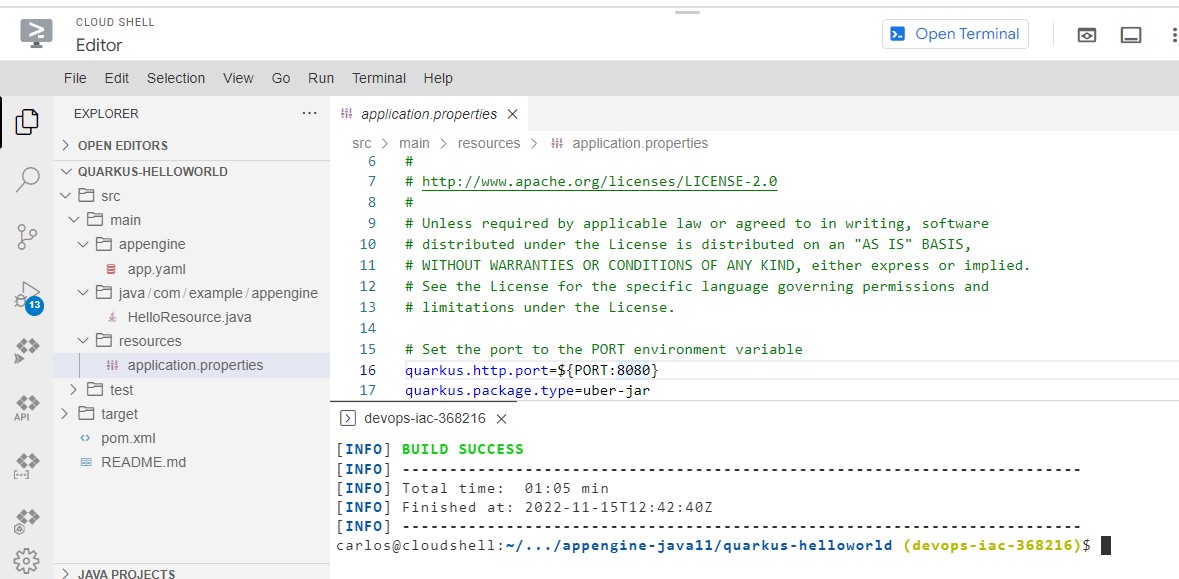 CLOUD SHELL
Editor
Open Terminal
File Edit Selection View Go Run Terminal Help
EXPLORER
OPEN EDITORS
QUARKUS-HELLOWORLD
src
main
appengine
app.yaml
java/com/example/appengine
HelloResource.java
resources
application.properties
test
target
pom.xml
README.md
JAVA PROJECTS
13
API
application.properties
src > main > resources > application.properties
6 #
7 # http://www.apache.org/licenses/LICENSE-2.0
8 #
9 # Unless required by applicable law or agreed to in writing, software
10 # distributed under the License is distributed on an "AS IS" BASIS,
11 # WITHOUT WARRANTIES OR CONDITIONS OF ANY KIND, either express or implied.
12 # See the License for the specific language governing permissions and
13 # limitations under the License.
14
15 # Set the port to the PORT environment variable
16 quarkus.http.port=${PORT:8080}
17 quarkus.package.type=uber-jar
devops-iac-368216
[INFO] BUILD SUCCESS
[INFO] ------------------------------------------------------------------------
[INFO] Total time:  01:05 min
[INFO] Finished at: 2022-11-15T12:42:40Z
[INFO] ------------------------------------------------------------------------
carlos@cloudshell:~/.../appengine-java11/quarkus-helloworld (devops-iac-368216)$